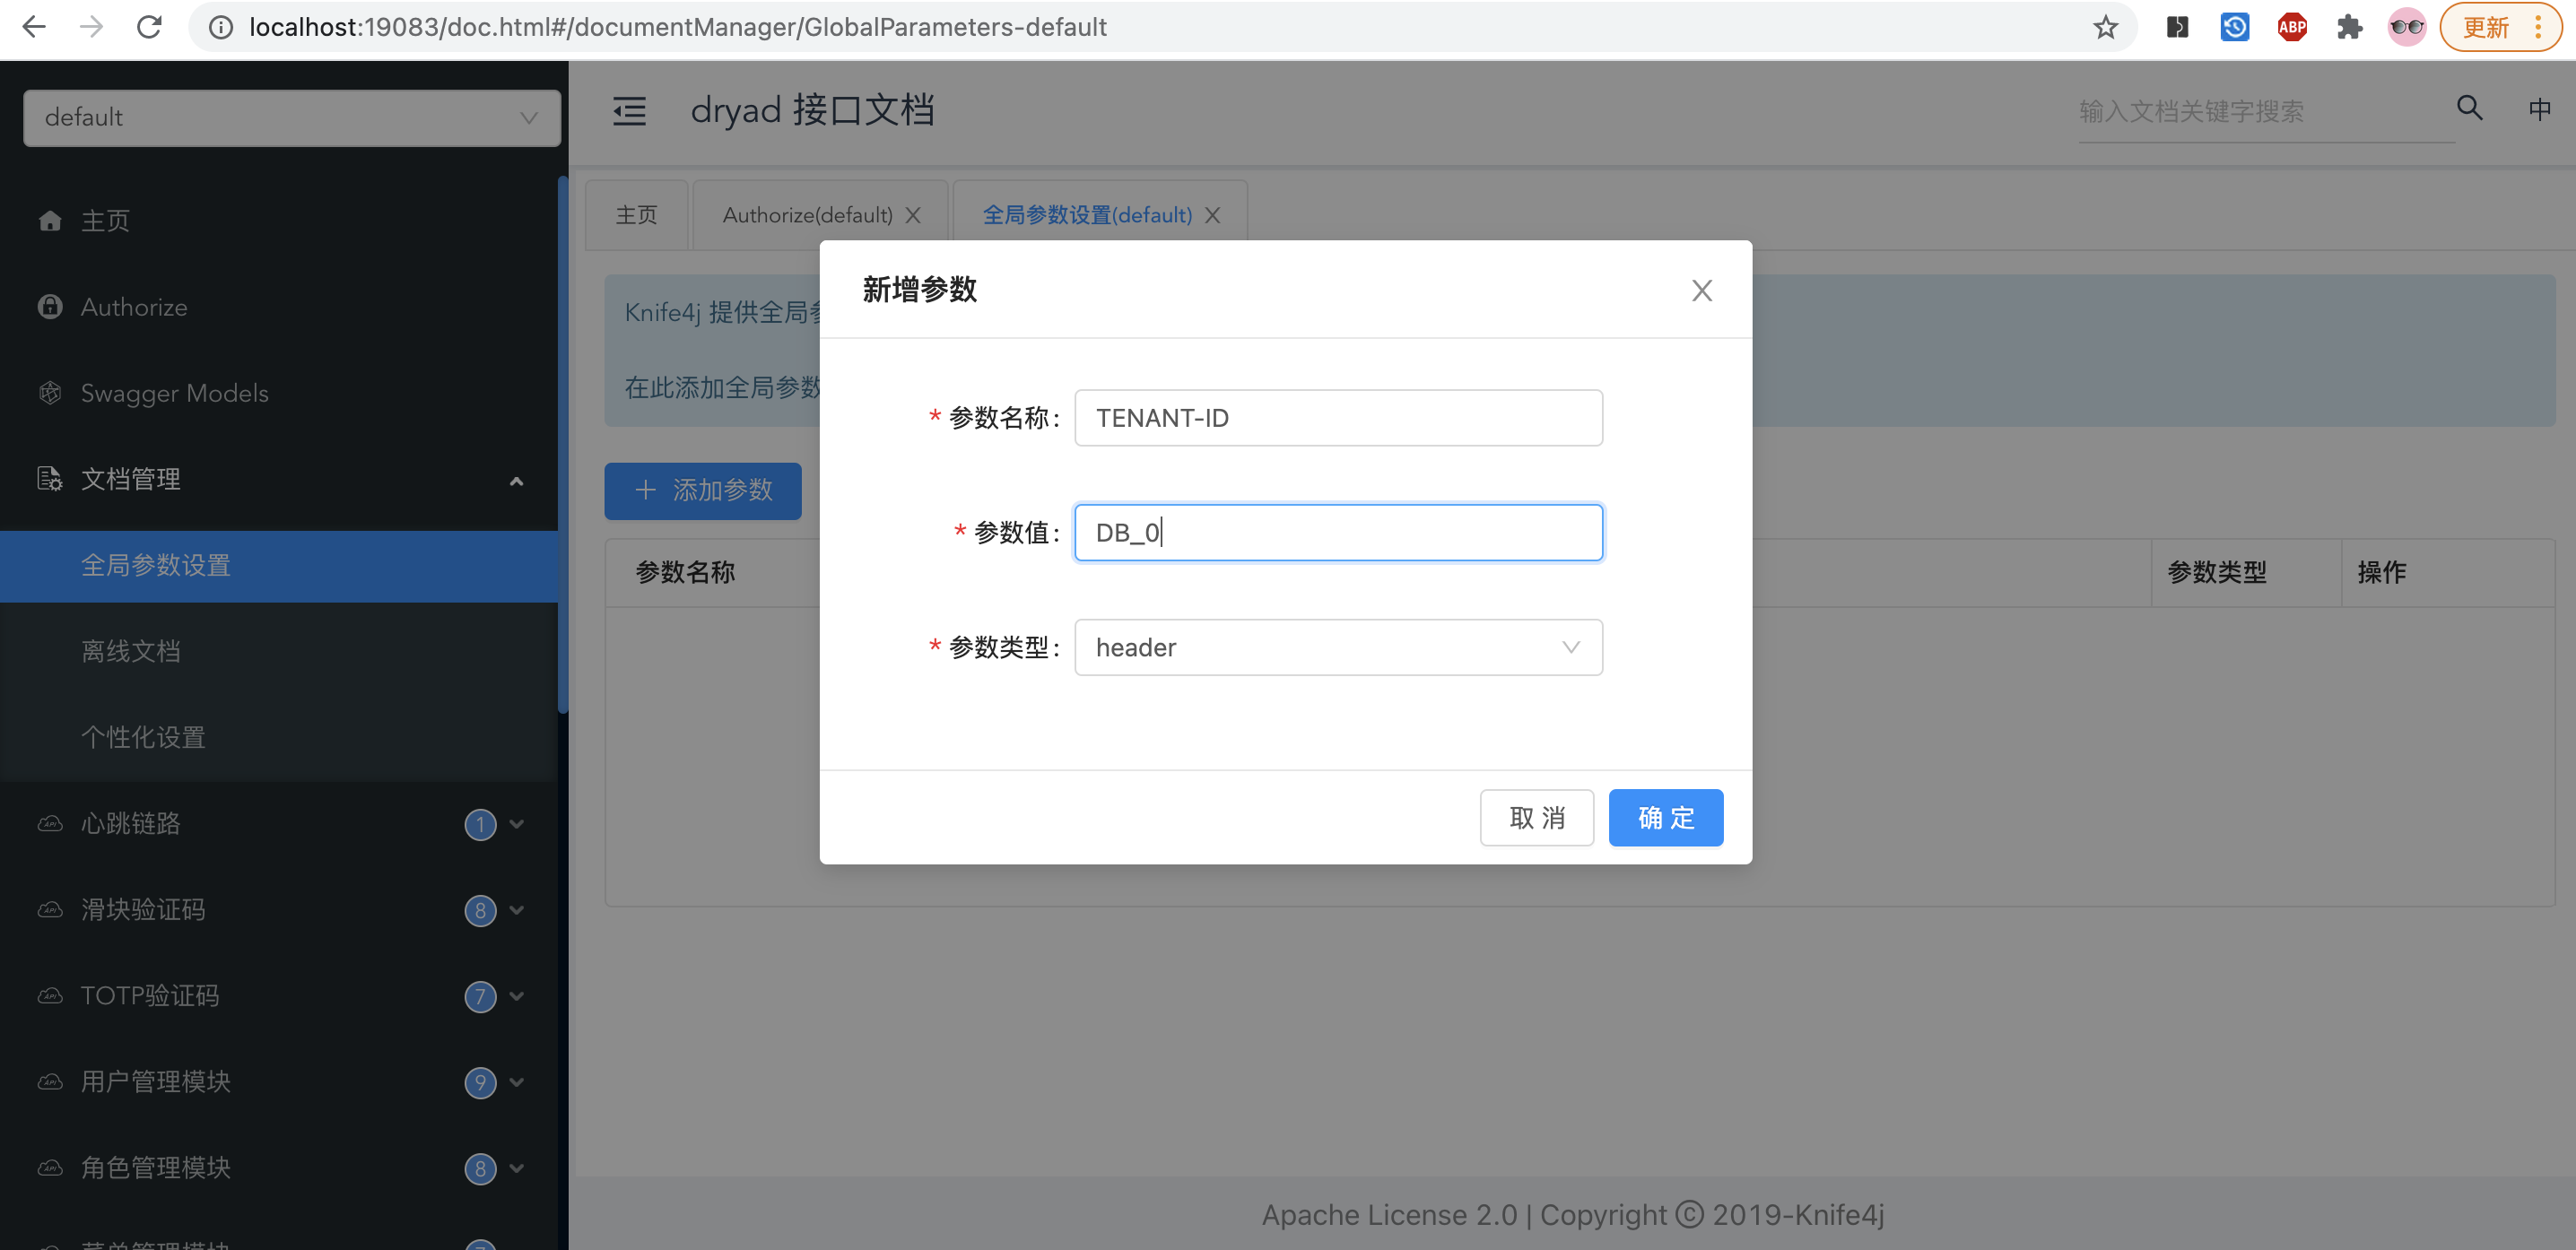 localhost:19083/doc.html#/documentManager/GlobalParameters-default
ABP
更新
default
主页
Authorize
Swagger Models
文档管理
全局参数设置
离线文档
个性化设置
心跳链路 1
滑块验证码 8
TOTP验证码 7
用户管理模块 9
角色管理模块 8
dryad 接口文档
输入文档关键字搜索
中
主页
Authorize(default)
全局参数设置(default)
Knife4j 提供全局
在此添加全局参数
添加参数
参数名称
参数类型
操作
新增参数
* 参数名称: TENANT-ID
* 参数值: DB_0
* 参数类型: header
取 消
确 定
Apache License 2.0 | Copyright © 2019-Knife4j